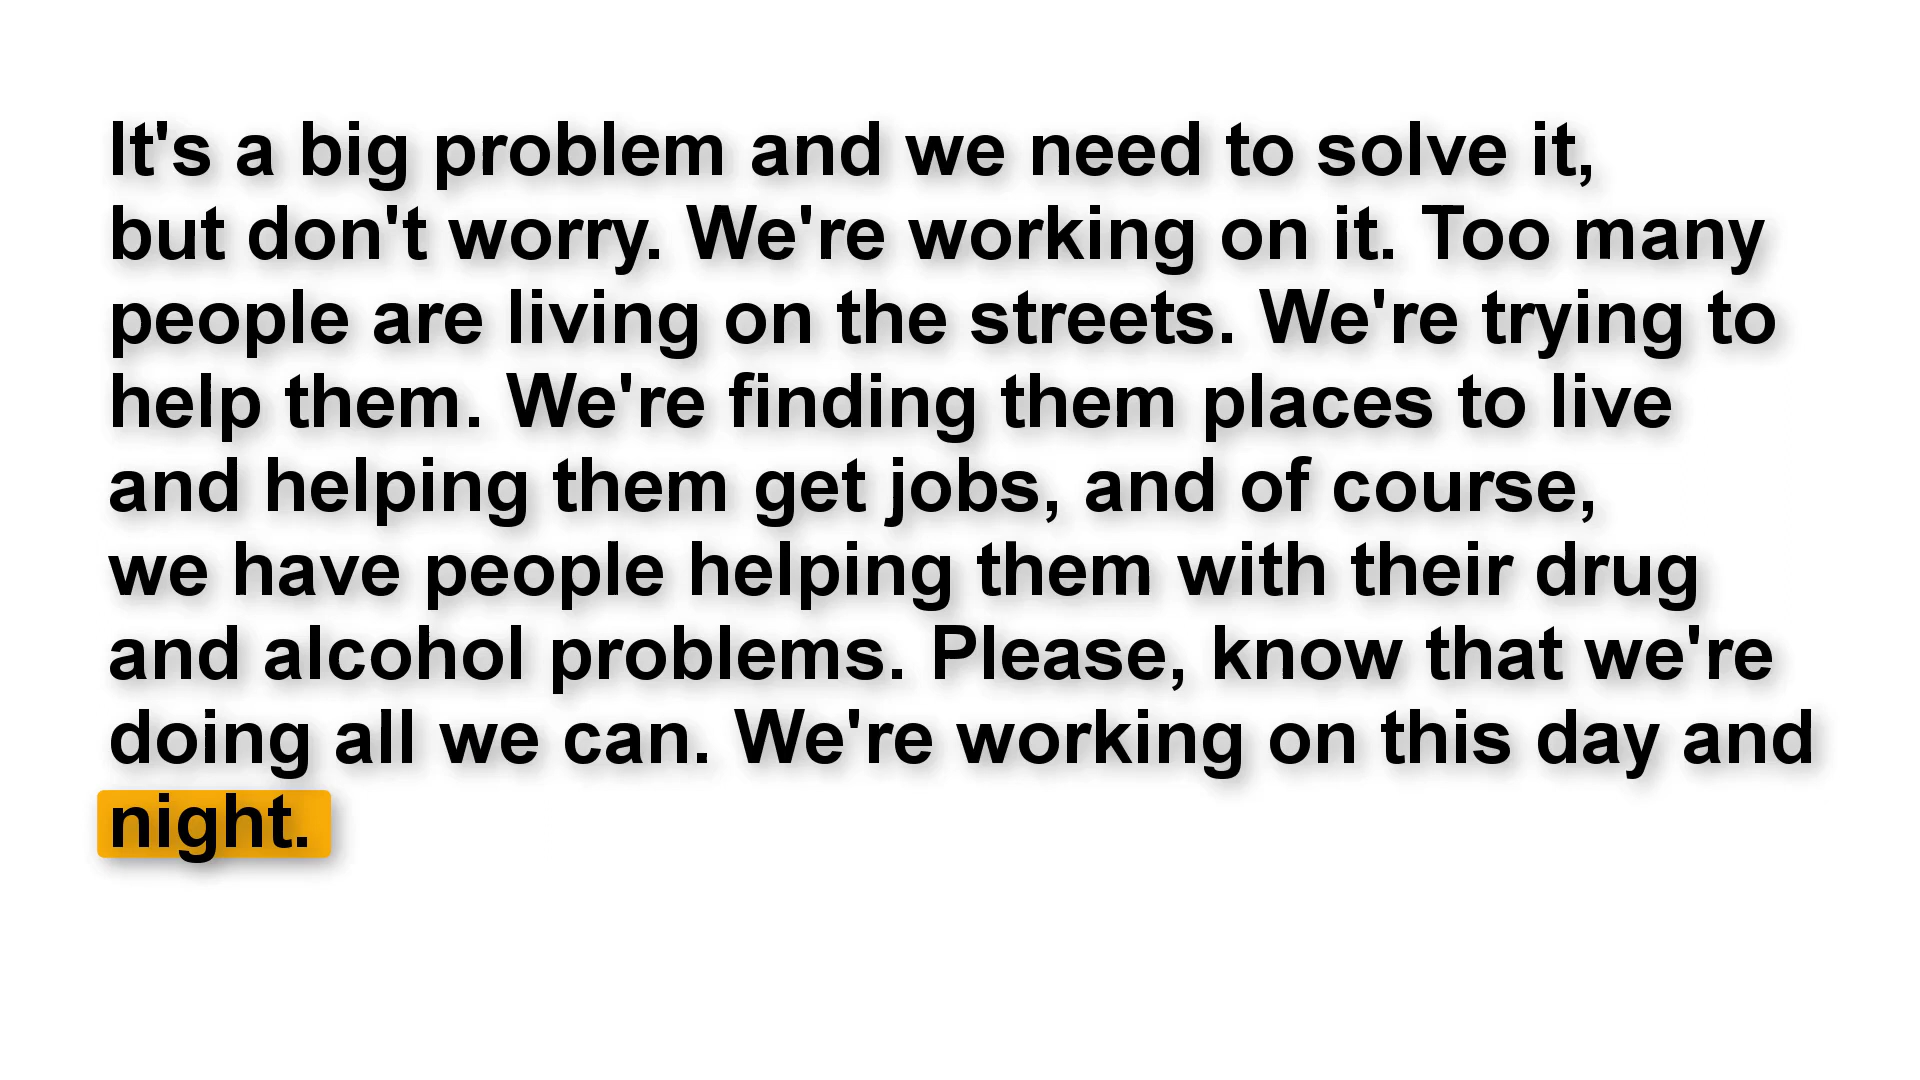 It's a big problem and we need to solve it,
but don't worry. We're working on it. Too many
people are living on the streets. We're trying to
help them. We're finding them places to live
and helping them get jobs, and of course,
we have people helping them with their drug
and alcohol problems. Please, know that we're
doing all we can. We're working on this day and
night.